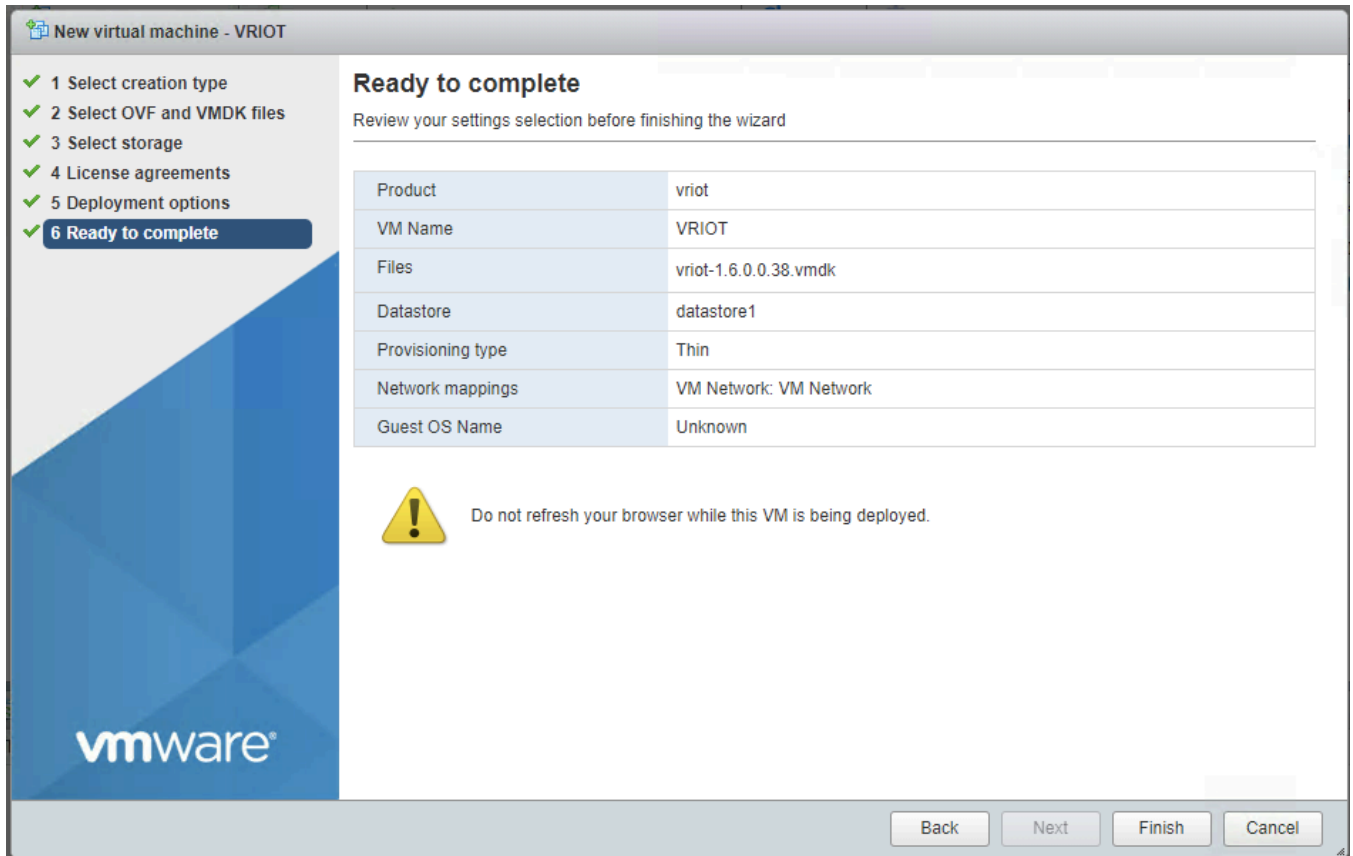 New virtual machine - VRIOT
1 Select creation type
2 Select OVF and VMDK files
3 Select storage
4 License agreements
5 Deployment options
6 Ready to complete
Ready to complete
Review your settings selection before finishing the wizard
Product vriot
VM Name VRIOT
Files vriot-1.6.0.0.38.vmdk
Datastore datastore1
Provisioning type Thin
Network mappings VM Network: VM Network
Guest OS Name Unknown
Do not refresh your browser while this VM is being deployed.
vmware®
Back Next Finish Cancel